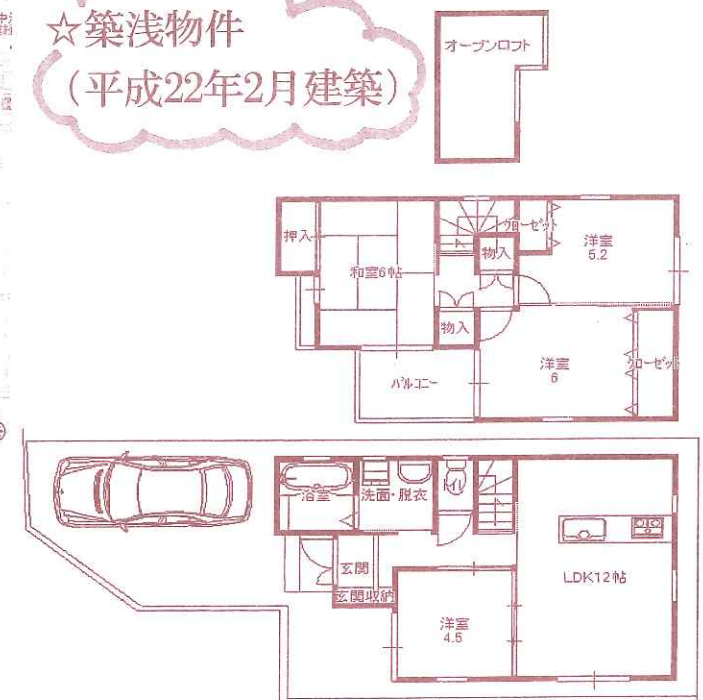 ☆築浅物件
（平成22年2月建築）
オープンロフト
押入
和室6帖
物入
クローゼット
洋室
5.2
物入
バルコニー
洋室
6
クローゼット
浴室
洗面・脱衣
トイレ
玄関
玄関収納
洋室
4.5
LDK12帖